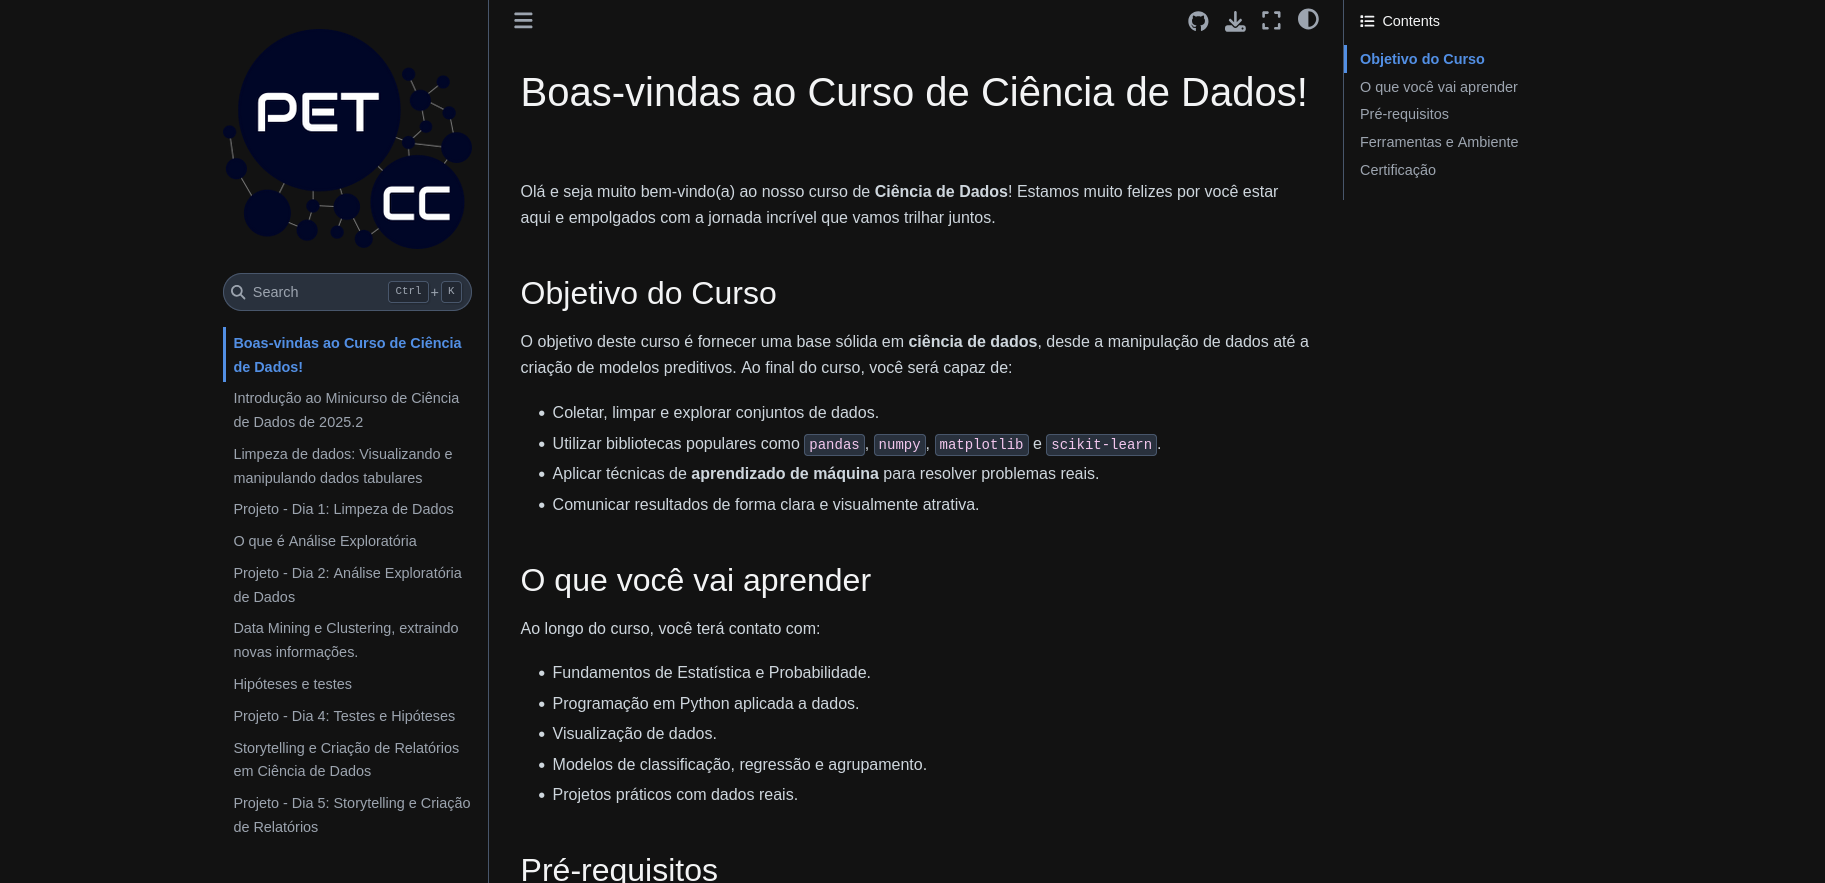 PET
CC
Search
Ctrl + K
Boas-vindas ao Curso de Ciência
de Dados!
Introdução ao Minicurso de Ciência
de Dados de 2025.2
Limpeza de dados: Visualizando e
manipulando dados tabulares
Projeto - Dia 1: Limpeza de Dados
O que é Análise Exploratória
Projeto - Dia 2: Análise Exploratória
de Dados
Data Mining e Clustering, extraindo
novas informações.
Hipóteses e testes
Projeto - Dia 4: Testes e Hipóteses
Storytelling e Criação de Relatórios
em Ciência de Dados
Projeto - Dia 5: Storytelling e Criação
de Relatórios
Boas-vindas ao Curso de Ciência de Dados!
Olá e seja muito bem-vindo(a) ao nosso curso de Ciência de Dados! Estamos muito felizes por você estar
aqui e empolgados com a jornada incrível que vamos trilhar juntos.
Objetivo do Curso
O objetivo deste curso é fornecer uma base sólida em ciência de dados, desde a manipulação de dados até a
criação de modelos preditivos. Ao final do curso, você será capaz de:
• Coletar, limpar e explorar conjuntos de dados.
• Utilizar bibliotecas populares como pandas, numpy, matplotlib e scikit-learn.
• Aplicar técnicas de aprendizado de máquina para resolver problemas reais.
• Comunicar resultados de forma clara e visualmente atrativa.
O que você vai aprender
Ao longo do curso, você terá contato com:
• Fundamentos de Estatística e Probabilidade.
• Programação em Python aplicada a dados.
• Visualização de dados.
• Modelos de classificação, regressão e agrupamento.
• Projetos práticos com dados reais.
Pré-requisitos
Contents
Objetivo do Curso
O que você vai aprender
Pré-requisitos
Ferramentas e Ambiente
Certificação